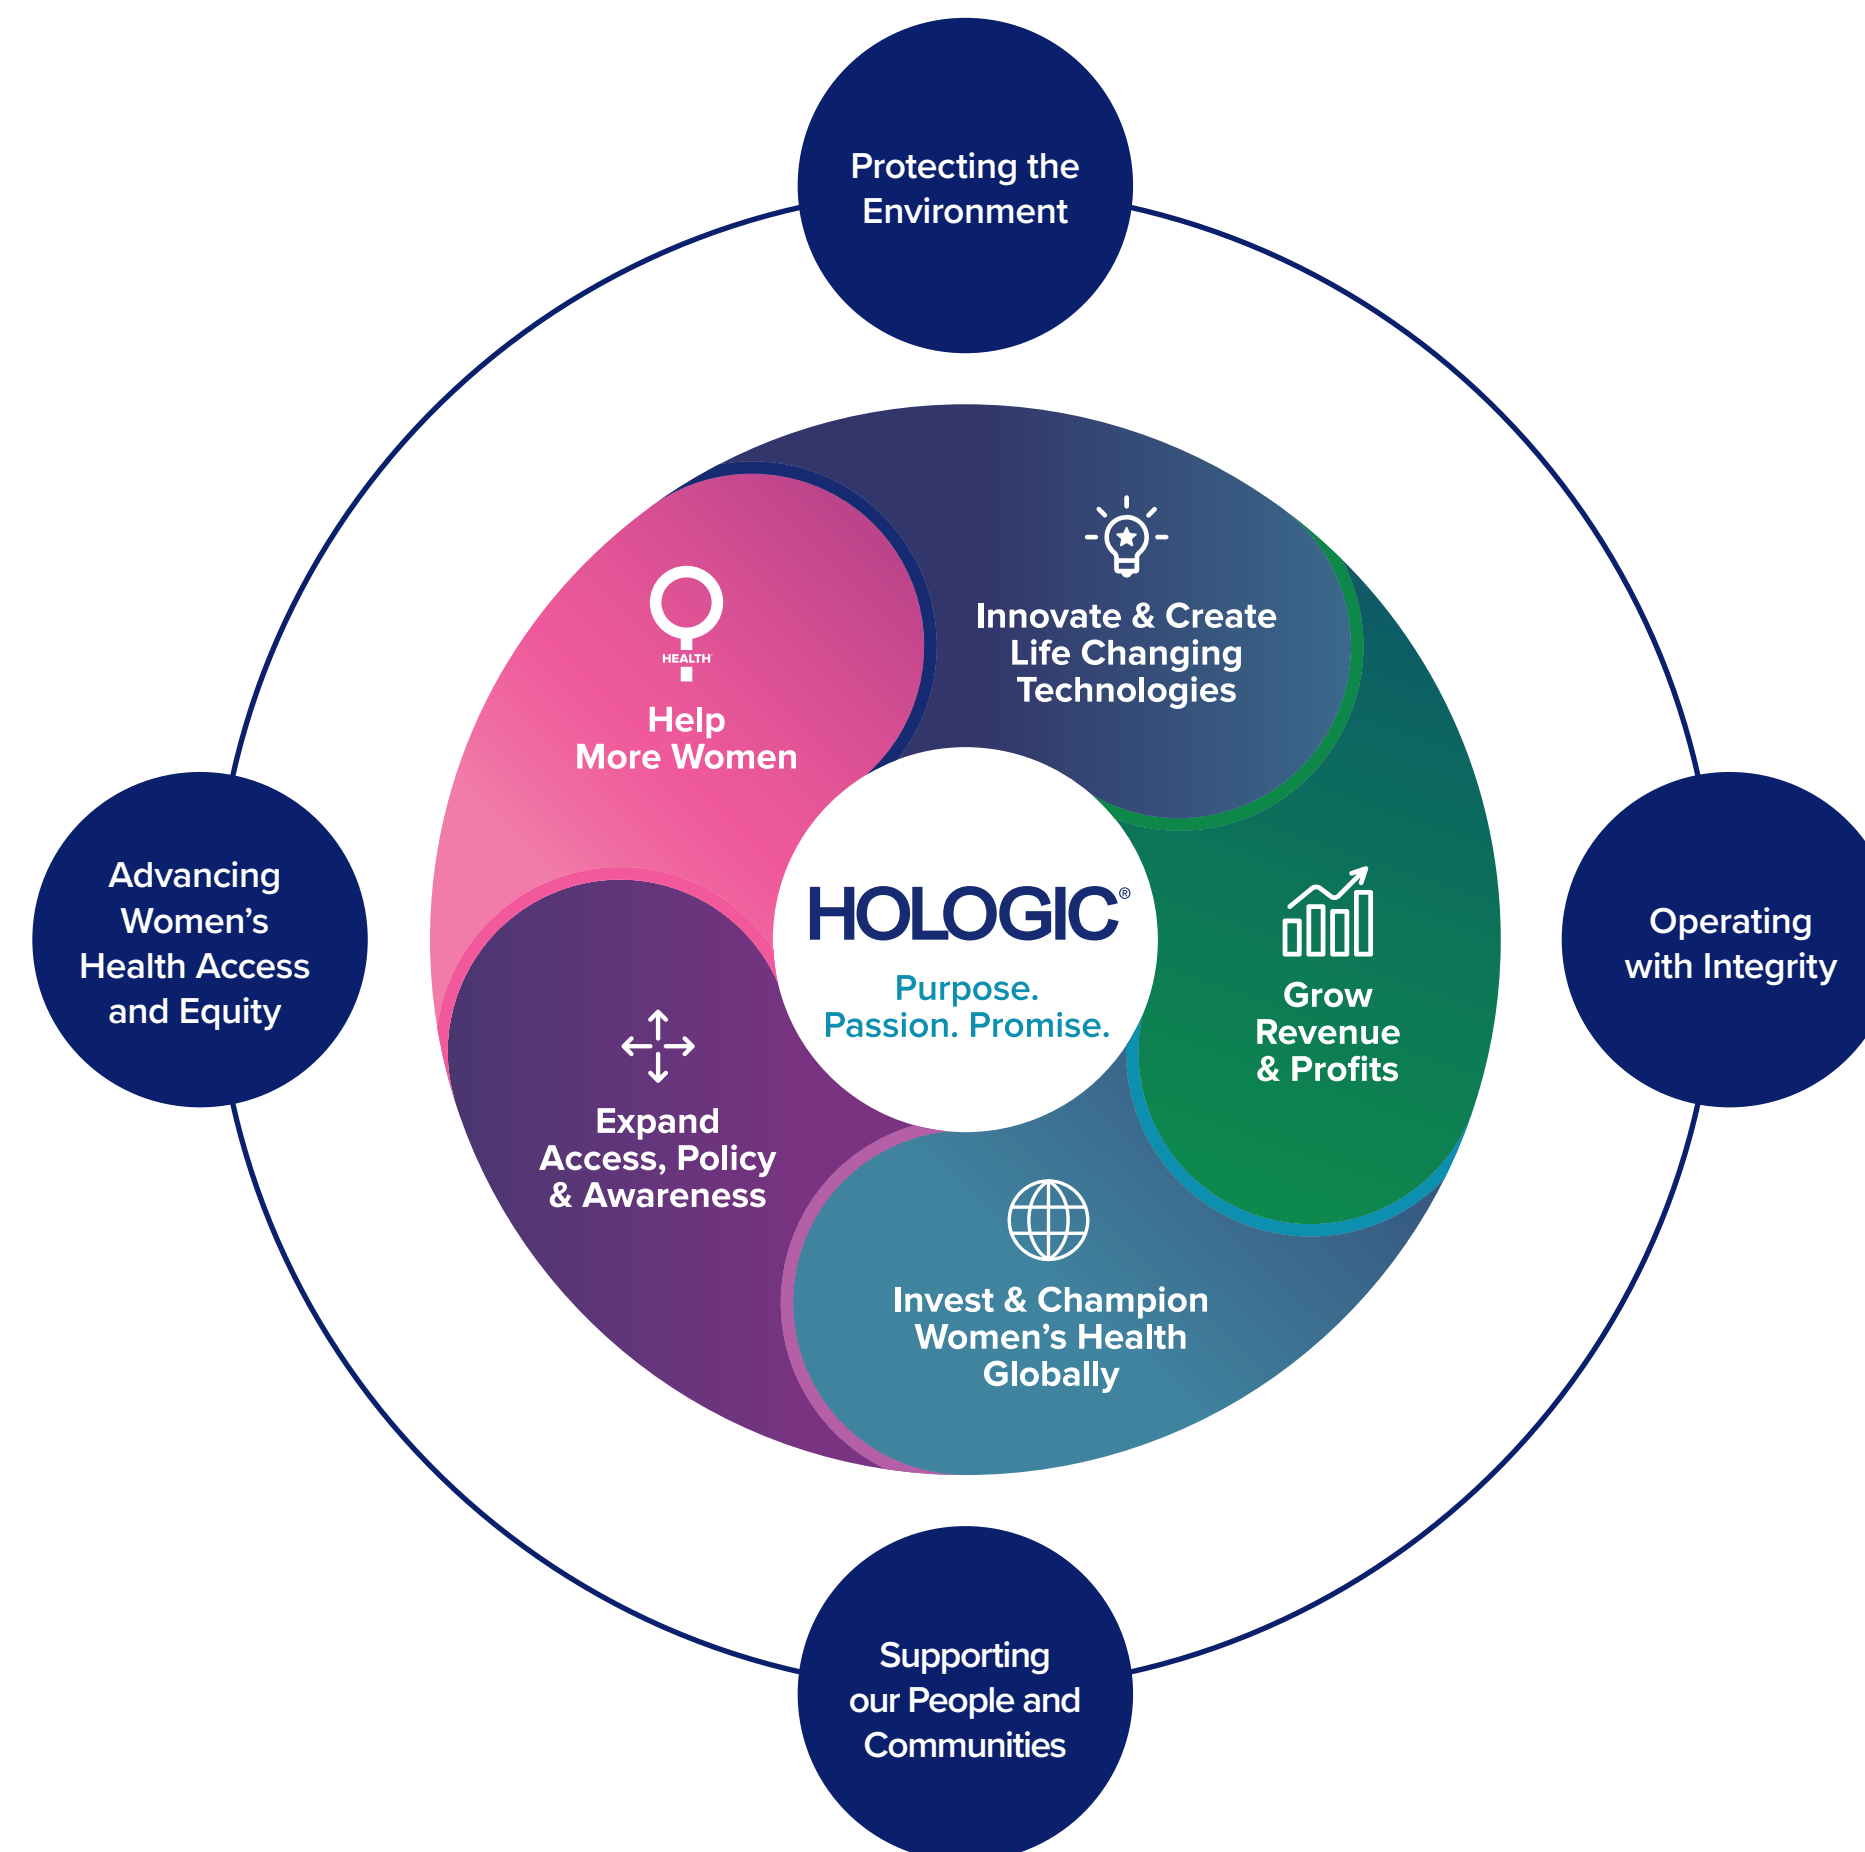 Protecting the
Environment
Innovate & Create
Life Changing
Technologies
HEALTH
Help
More Women
Advancing
Women’s
Health Access
and Equity
HOLOGIC®
Purpose.
Passion. Promise.
Operating
with Integrity
Grow
Revenue
& Profits
Expand
Access, Policy
& Awareness
Invest & Champion
Women’s Health
Globally
Supporting
our People and
Communities